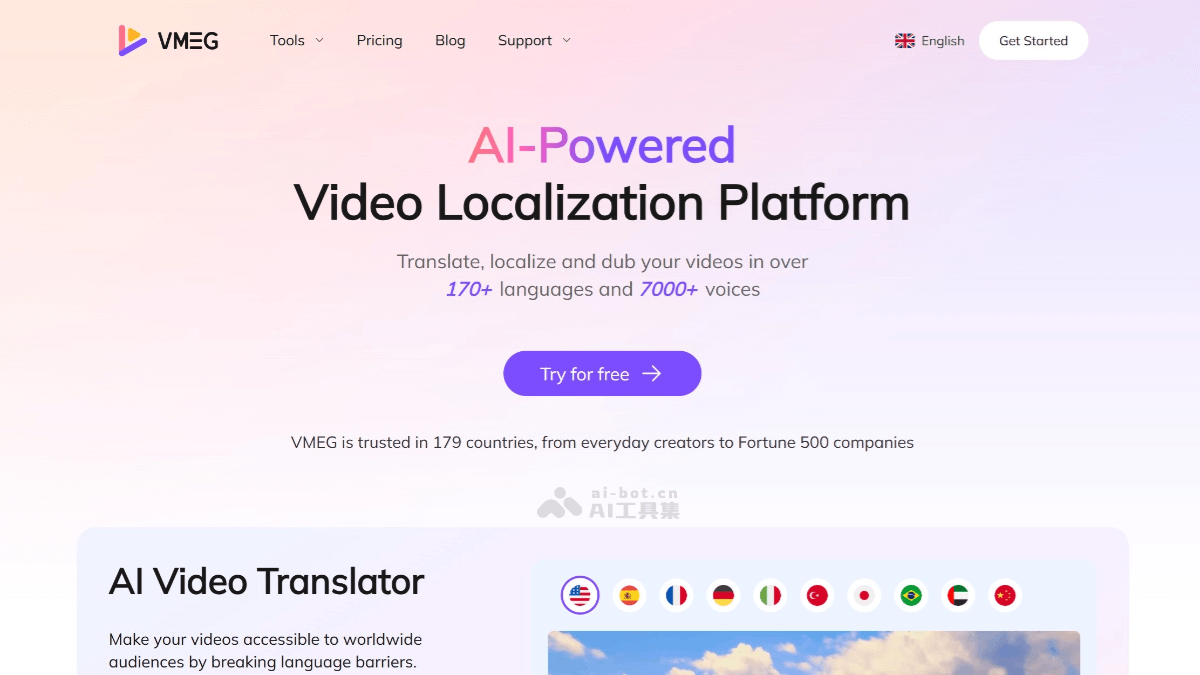 VMEG
Tools
Pricing
Blog
Support
English
Get Started
AI-Powered
Video Localization Platform
Translate, localize and dub your videos in over
170+ languages and 7000+ voices
Try for free
VMEG is trusted in 179 countries, from everyday creators to Fortune 500 companies
ai-bot.cn
AI工具集
AI Video Translator
Make your videos accessible to worldwide
audiences by breaking language barriers.